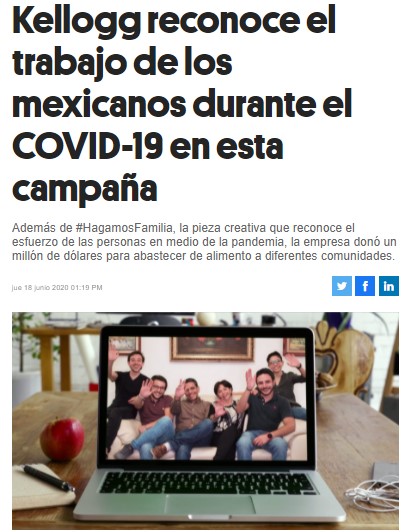 Kellogg reconoce el
trabajo de los
mexicanos durante el
COVID-19 en esta
campaña
Además de #HagamosFamilia, la pieza creativa que reconoce el
esfuerzo de las personas en medio de la pandemia, la empresa donó un
millón de dólares para abastecer de alimento a diferentes comunidades.
jue 18 junio 2020 01:19 PM